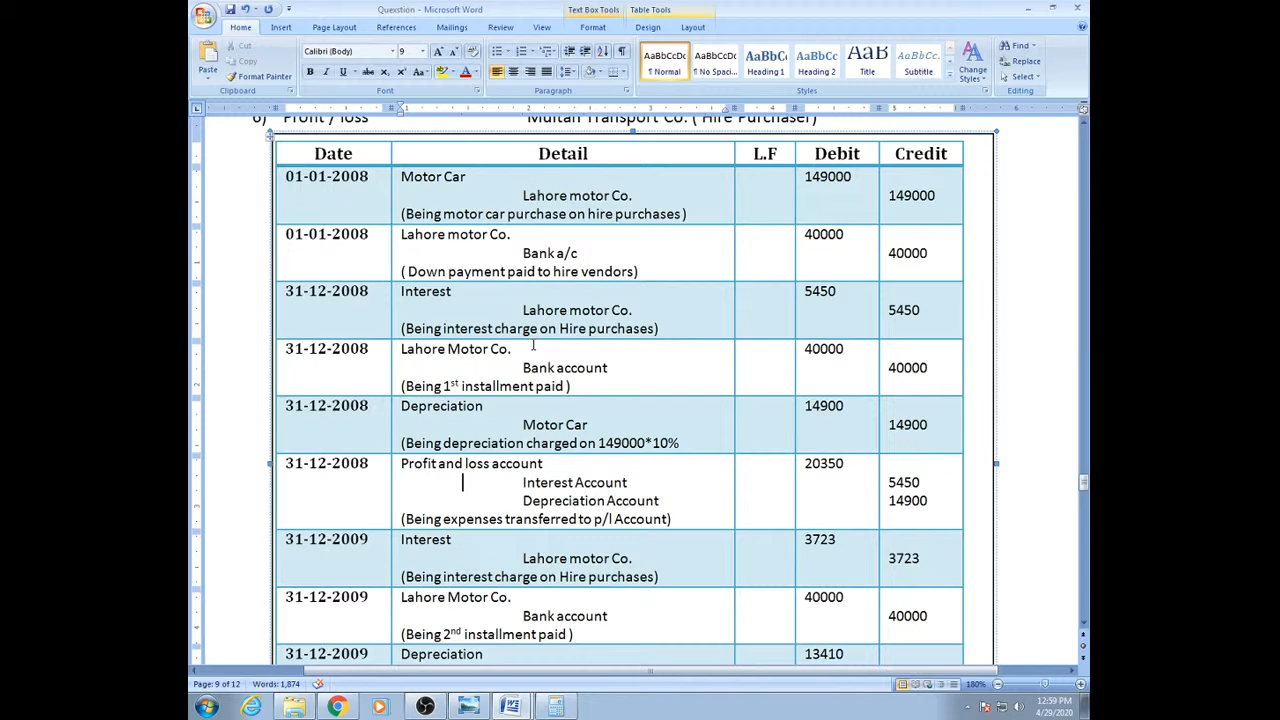 Quexstion - Microsoft Word
Text Box Tools
Table Tools
Home
Insert
Page Layout
References
Mailings
Review
View
Format
Design
Layout
Paste
Cut
Copy
Format Painter
Clipboard
Calibri (Body)
9
Font
Paragraph
AaBbCcDc
¶ Normal
AaBbCcDc
¶ No Spaci...
AaBbC
Heading 1
AaBbCc
Heading 2
AaB
Title
AaBbCcDc
Subtitle
Change
Styles
Styles
Find
Replace
Select
Editing
6) Profit / loss Multan Transport Co. ( Hire Purchaser)
Date Detail L.F Debit Credit
01-01-2008 Motor Car 149000
Lahore motor Co. 149000
(Being motor car purchase on hire purchases )
01-01-2008 Lahore motor Co. 40000
Bank a/c 40000
( Down payment paid to hire vendors)
31-12-2008 Interest 5450
Lahore motor Co. 5450
(Being interest charge on Hire purchases)
31-12-2008 Lahore Motor Co. 40000
Bank account 40000
(Being 1st installment paid )
31-12-2008 Depreciation 14900
Motor Car 14900
(Being depreciation charged on 149000*10%
31-12-2008 Profit and loss account 20350
Interest Account 5450
Depreciation Account 14900
(Being expenses transferred to p/l Account)
31-12-2009 Interest 3723
Lahore motor Co. 3723
(Being interest charge on Hire purchases)
31-12-2009 Lahore Motor Co. 40000
Bank account 40000
(Being 2nd installment paid )
31-12-2009 Depreciation 13410
Page: 9 of 12
Words: 1,874
180%
12:59 PM
4/29/2020